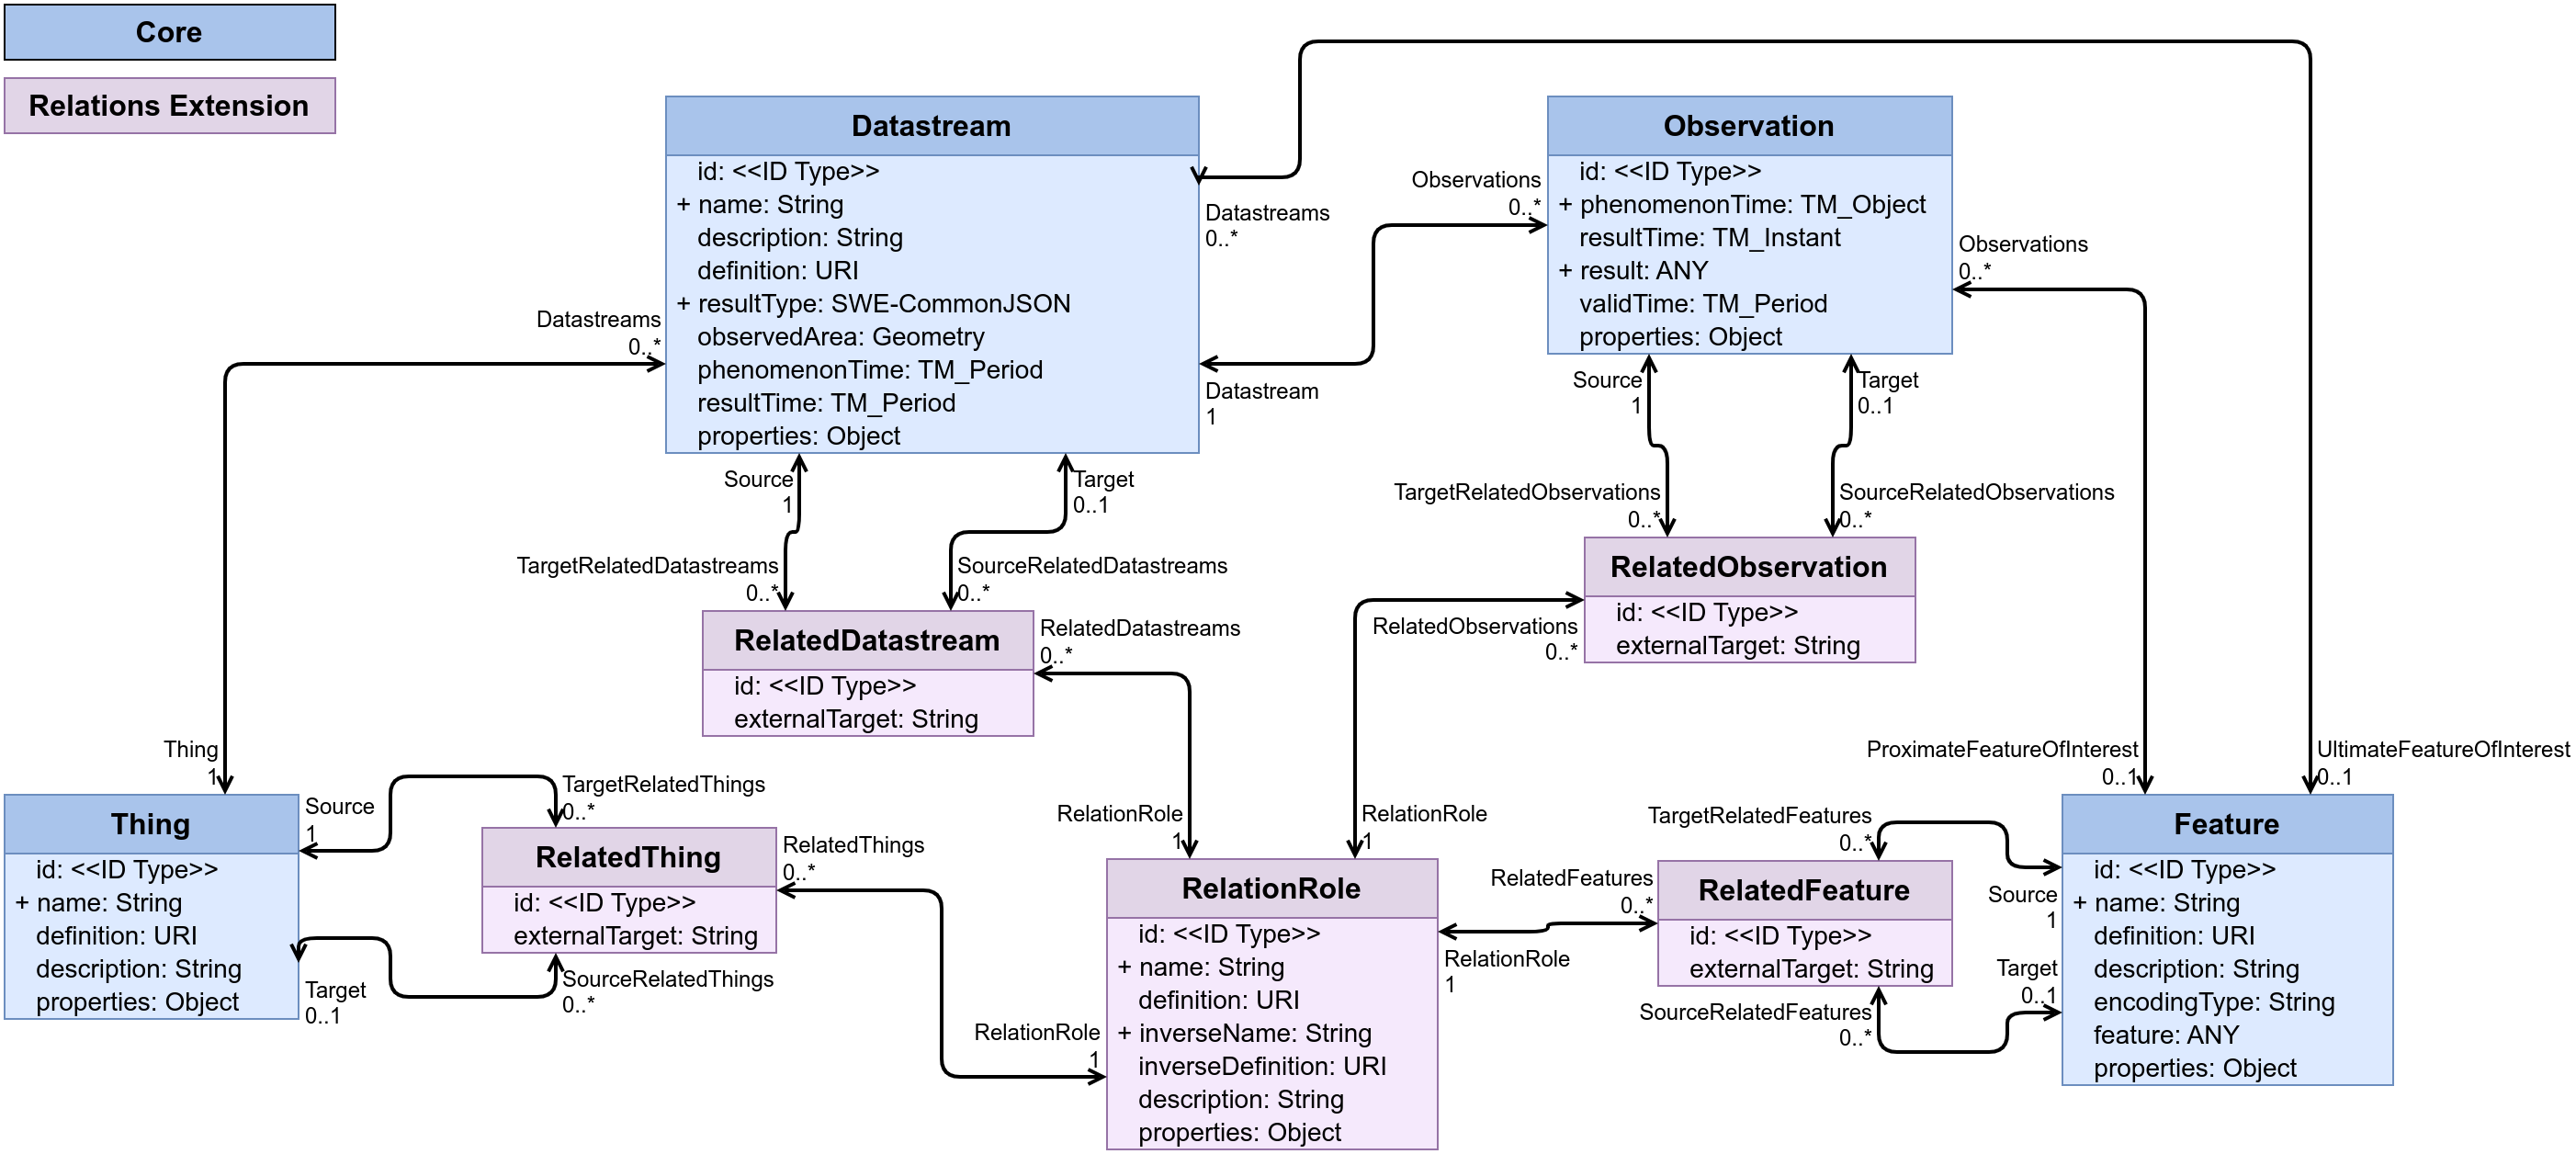 Core
Relations Extension
Datastream
id: <<ID Type>>
+ name: String
description: String
definition: URI
+ resultType: SWE-CommonJSON
observedArea: Geometry
phenomenonTime: TM_Period
resultTime: TM_Period
properties: Object
Observation
id: <<ID Type>>
+ phenomenonTime: TM_Object
resultTime: TM_Instant
+ result: ANY
validTime: TM_Period
properties: Object
Datastreams
0..*
Observations
0..*
Observations
0..*
Datastreams
0..*
Datastream
1
Source
1
Target
0..1
Source
1
Target
0..1
TargetRelatedObservations
0..*
SourceRelatedObservations
0..*
TargetRelatedDatastreams
0..*
SourceRelatedDatastreams
0..*
RelatedObservation
id: <<ID Type>>
externalTarget: String
RelatedDatastream
id: <<ID Type>>
externalTarget: String
RelatedDatastreams
0..*
RelatedObservations
0..*
Thing
1
ProximateFeatureOfInterest
0..1
UltimateFeatureOfInterest
0..1
Thing
id: <<ID Type>>
+ name: String
definition: URI
description: String
properties: Object
Source
1
TargetRelatedThings
0..*
RelatedThing
id: <<ID Type>>
externalTarget: String
RelatedThings
0..*
Target
0..1
SourceRelatedThings
0..*
RelationRole
1
RelationRole
1
RelationRole
1
RelationRole
id: <<ID Type>>
+ name: String
definition: URI
+ inverseName: String
inverseDefinition: URI
description: String
properties: Object
RelationRole
1
RelatedFeatures
0..*
TargetRelatedFeatures
0..*
RelatedFeature
id: <<ID Type>>
externalTarget: String
SourceRelatedFeatures
0..*
Source
1
Target
0..1
Feature
id: <<ID Type>>
+ name: String
definition: URI
description: String
encodingType: String
feature: ANY
properties: Object